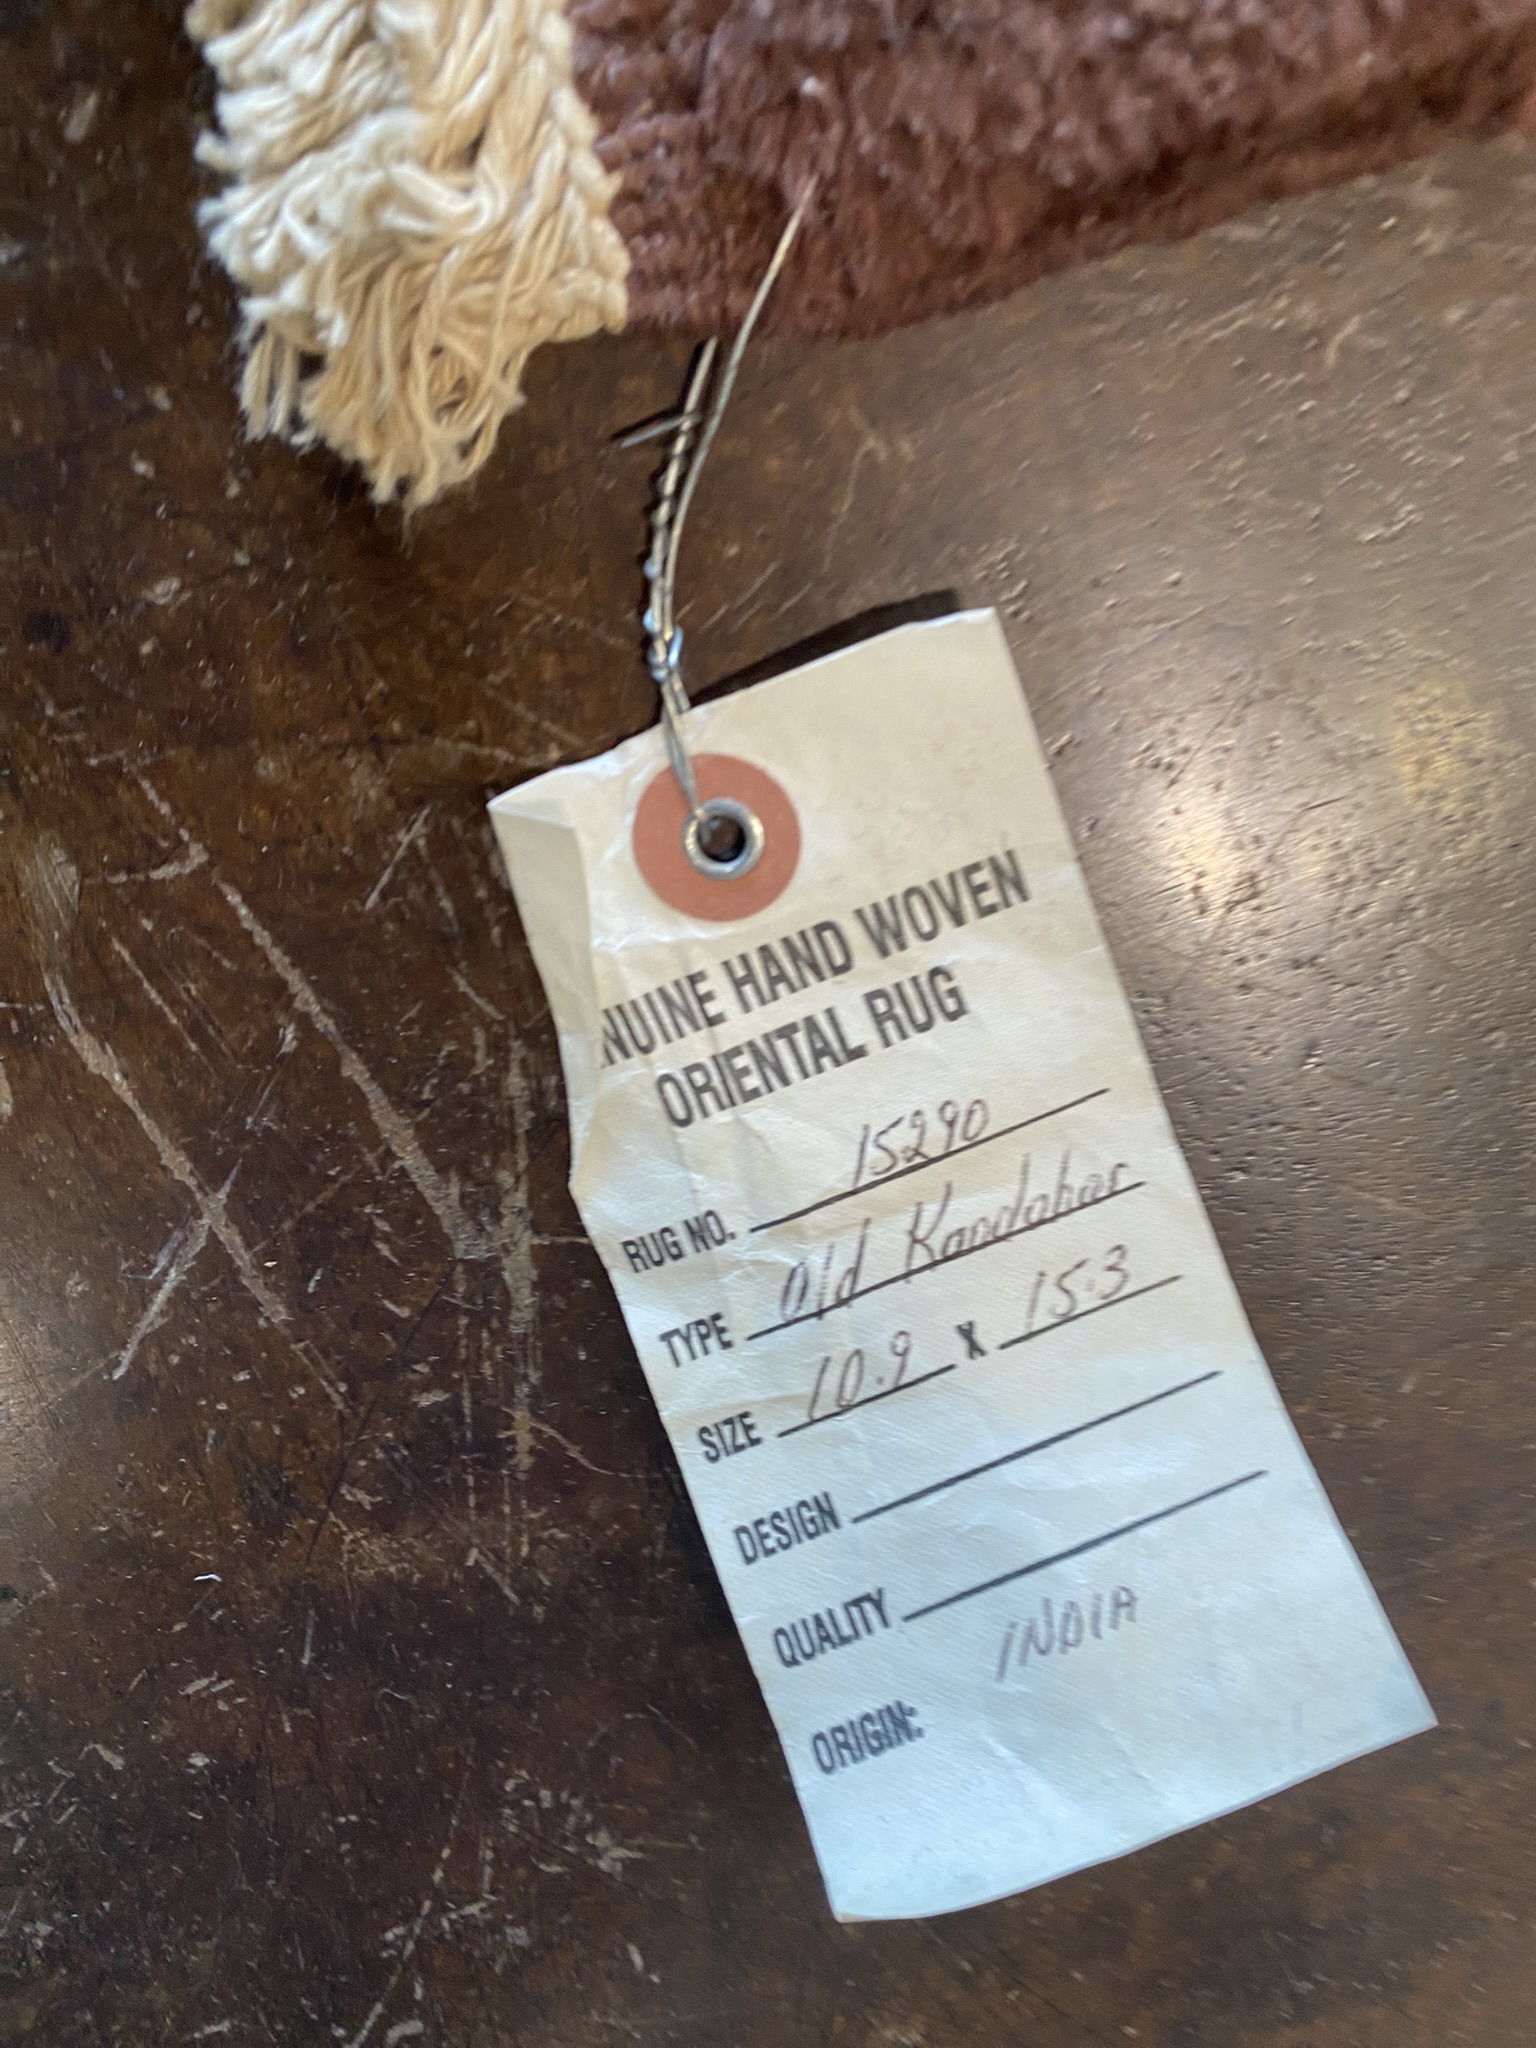 NUINE HAND WOVEN
ORIENTAL RUG
RUG NO. 15290
TYPE Old Kandahar
SIZE 10.9 X 15.3
DESIGN
QUALITY
ORIGIN: INDIA